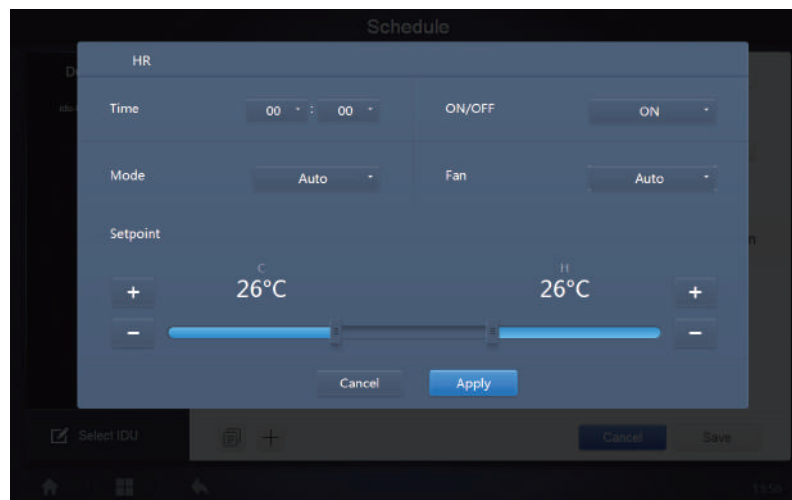 Schedule
HR
Time 00 : 00 ON/OFF ON
Mode Auto Fan Auto
Setpoint
C H
26°C 26°C
+ +
− −
Cancel Apply
Select IDU + Cancel Save